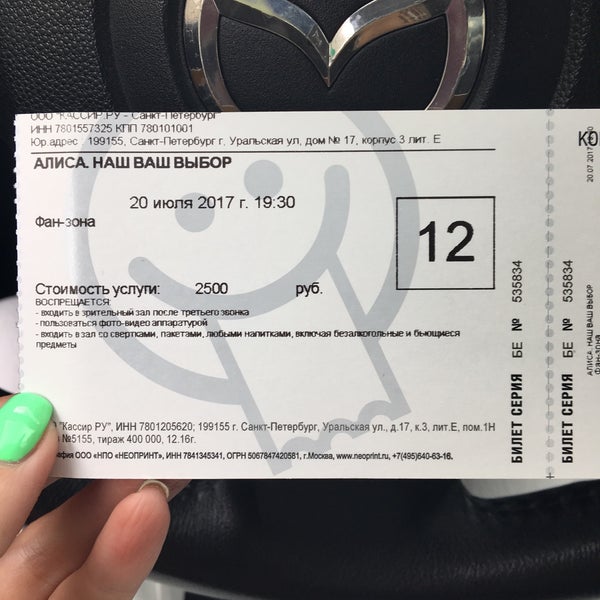 ООО "КАССИР.РУ - Санкт-Петербург"
ИНН 7801557325 КПП 780101001
Юр.адрес: 199155, Санкт-Петербург г. Уральская ул, дом № 17, корпус 3 лит. Е
АЛИСА. НАШ ВАШ ВЫБОР
20 июля 2017 г. 19:30
Фан-зона
12
Стоимость услуги: 2500 руб.
ВОСПРЕЩАЕТСЯ:
- входить в зрительный зал после третьего звонка
- пользоваться фото-видео аппаратурой
- входить в зал со свертками, пакетами, любыми напитками, включая безалкогольные и бьющиеся
предметы
"Кассир РУ", ИНН 7801205620; 199155 г. Санкт-Петербург, Уральская ул., д.17, к.3, лит.Е, пом.1Н
№5155, тираж 400 000, 12.16г.
ООО «НПО «НЕОПРИНТ», ИНН 7841345341, ОГРН 5067847420581, г.Москва, www.neoprint.ru, +7(495)640-63-16.
БИЛЕТ СЕРИЯ БЕ № 535834
БИЛЕТ СЕРИЯ БЕ № 535834
КО
20 07 2017
АЛИСА. НАШ ВАШ ВЫБОР
Фан-зона